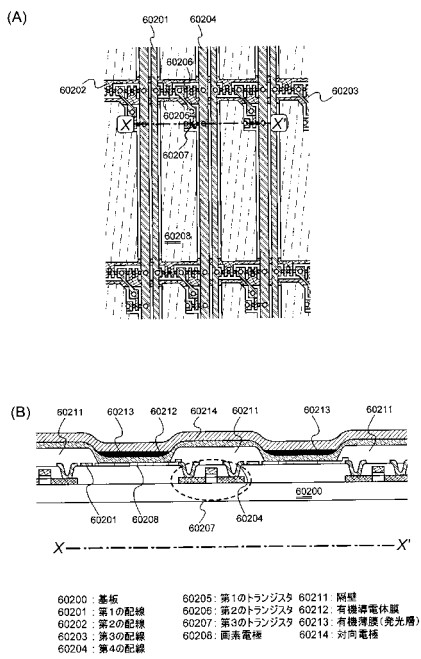 (A)
60201
60204
60206
60202
60203
X
X'
60205
60207
60208
(B)
60211
60213
60212
60214
60211
60213
60211
60201
60208
60204
60200
60207
X
X'
60200：基板
60201：第1の配線
60202：第2の配線
60203：第3の配線
60204：第4の配線
60205：第1のトランジスタ
60206：第2のトランジスタ
60207：第3のトランジスタ
60208：画素電極
60211：隔壁
60212：有機導電体膜
60213：有機薄膜(発光層)
60214：対向電極